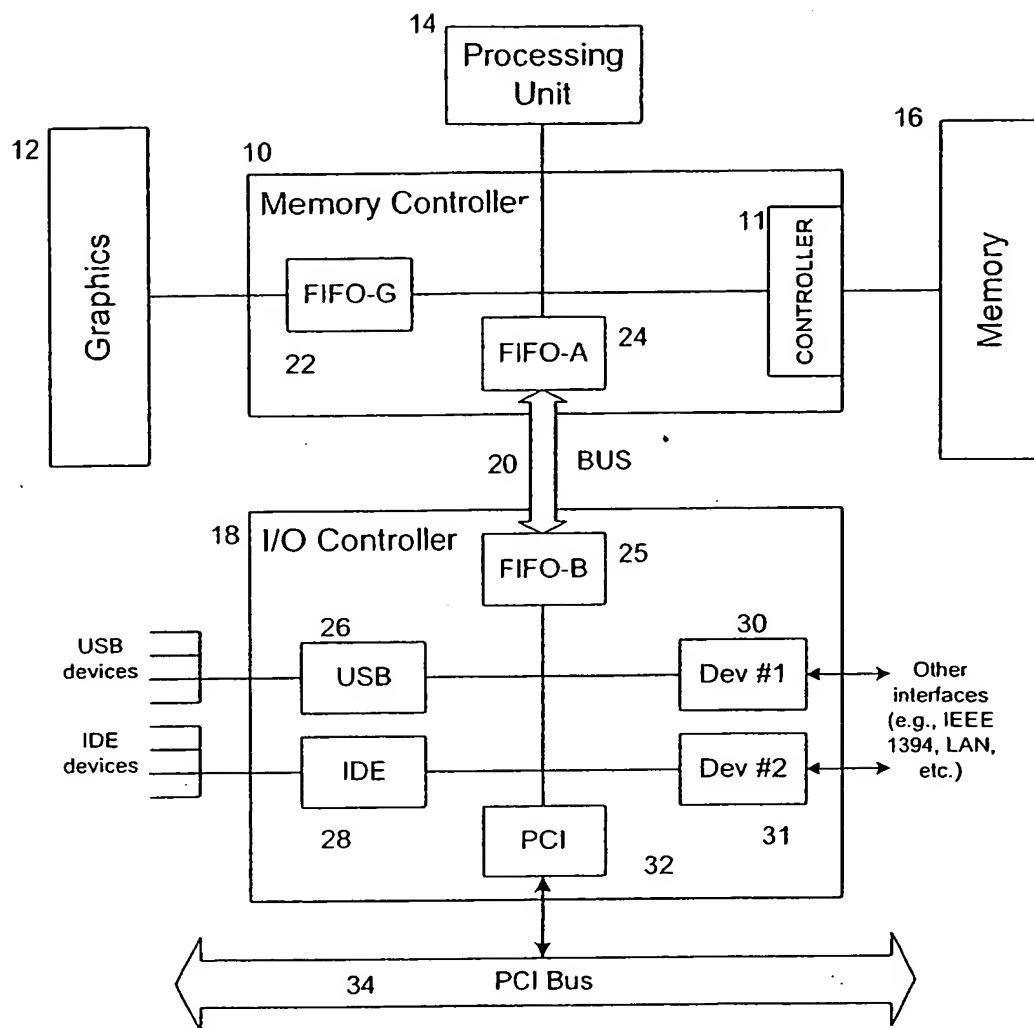 14
Processing
Unit
12
Graphics
10
Memory Controller
16
Memory
11
CONTROLLER
FIFO-G
22
FIFO-A
24
20
BUS
18
I/O Controller
FIFO-B
25
USB
devices
26
USB
30
Dev #1
Other
interfaces
(e.g., IEEE
1394, LAN,
etc.)
IDE
devices
IDE
28
Dev #2
31
PCI
32
34
PCI Bus